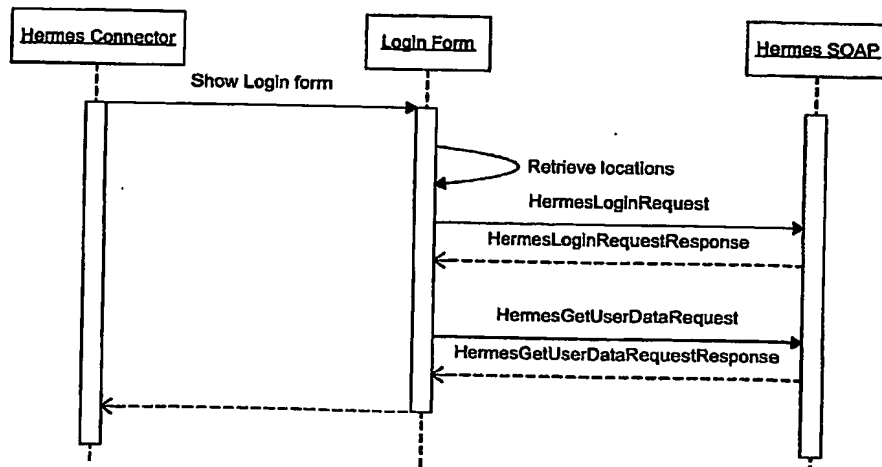 Hermes Connector
Login Form
Hermes SOAP
Show Login form
Retrieve locations
HermesLoginRequest
HermesLoginRequestResponse
HermesGetUserDataRequest
HermesGetUserDataRequestResponse